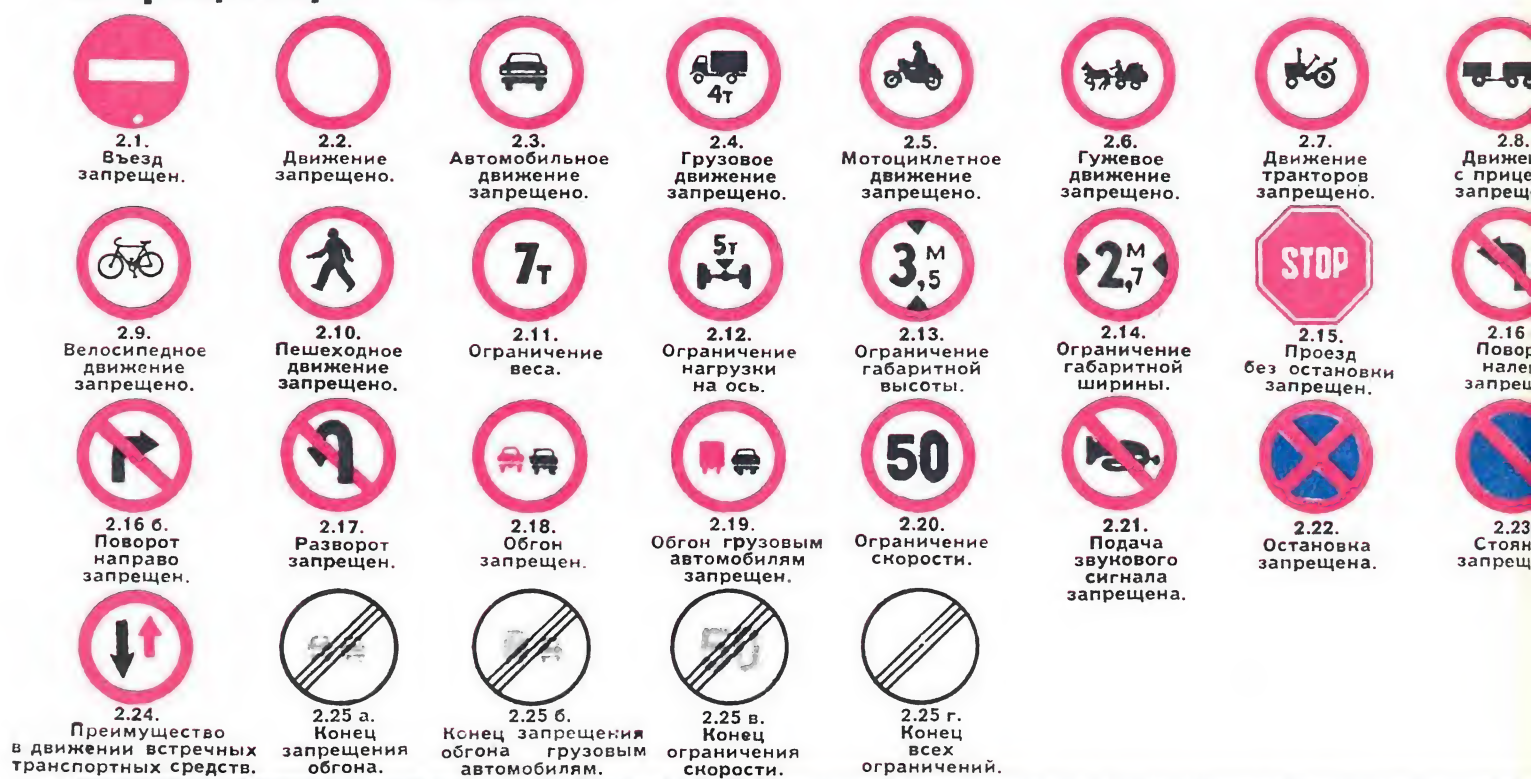 2.1.
Въезд
запрещен.
2.2.
Движение
запрещено.
2.3.
Автомобильное
движение
запрещено.
4т
2.4.
Грузовое
движение
запрещено.
2.5.
Мотоциклетное
движение
запрещено.
2.6.
Гужевое
движение
запрещено.
2.7.
Движение
тракторов
запрещено.
2.8.
с
2.9.
Велосипедное
движение
запрещено.
2.10.
Пешеходное
движение
запрещено.
7т
2.11.
Ограничение
веса.
5т
2.12.
Ограничение
нагрузки
на ось.
3,5 м
2.13.
Ограничение
габаритной
высоты.
2,7 м
2.14.
Ограничение
габаритной
ширины.
STOP
2.15.
Проезд
без остановки
запрещен.
2.16
2.16 б.
Поворот
направо
запрещен.
2.17.
Разворот
запрещен.
2.18.
Обгон
запрещен.
2.19.
Обгон грузовым
автомобилям
запрещен.
50
2.20.
Ограничение
скорости.
2.21.
Подача
звукового
сигнала
запрещена.
2.22.
Остановка
запрещена.
2.23
2.24.
Преимущество
в движении встречных
транспортных средств.
2.25 а.
Конец
запрещения
обгона.
2.25 б.
Конец запрещения
обгона грузовым
автомобилям.
2.25 в.
Конец
ограничения
скорости.
2.25 г.
Конец
всех
ограничений.